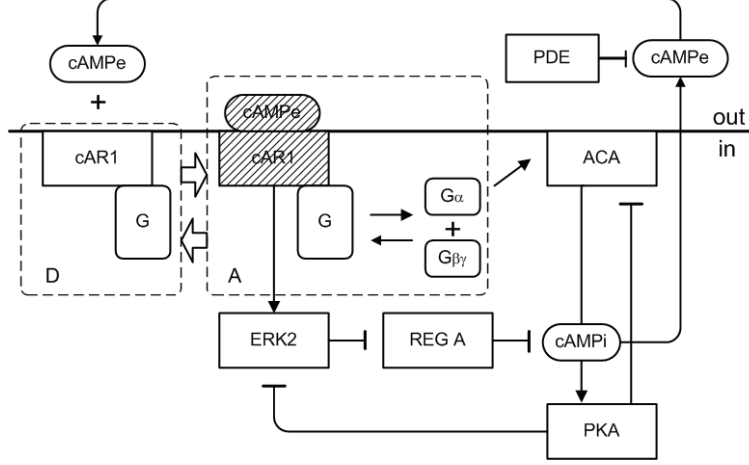 cAMPe
PDE
cAMPe
+
cAMPe
out
cAR1
cAR1
ACA
in
G
G
Gα
+
Gβγ
D
A
ERK2
REG A
cAMPi
PKA